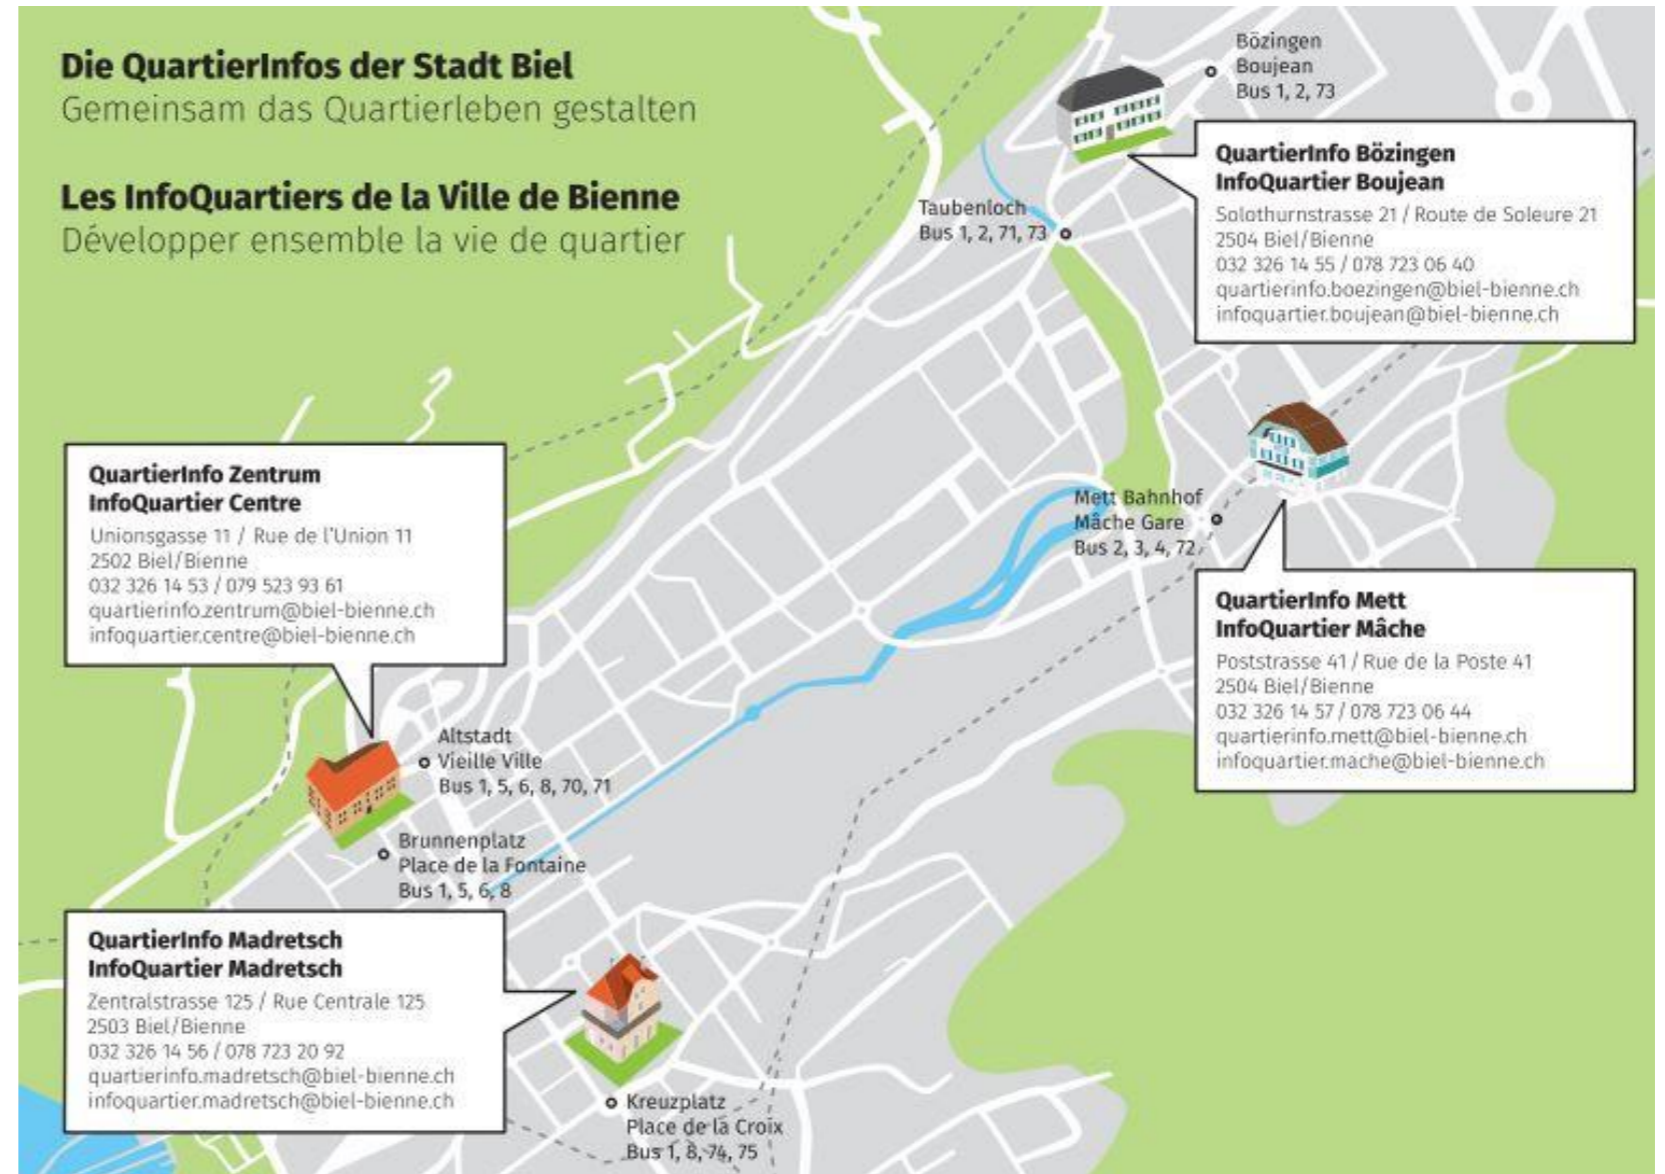 Die QuartierInfos der Stadt Biel
Gemeinsam das Quartierleben gestalten
Les InfoQuartiers de la Ville de Bienne
Développer ensemble la vie de quartier
Bözingen
Boujean
Bus 1, 2, 73
QuartierInfo Bözingen
InfoQuartier Boujean
Solothurnstrasse 21 / Route de Soleure 21
2504 Biel/Bienne
032 326 14 55 / 078 723 06 40
quartierinfo.boezingen@biel-bienne.ch
infoquartier.boujean@biel-bienne.ch
Taubenloch
Bus 1, 2, 71, 73
QuartierInfo Zentrum
InfoQuartier Centre
Unionsgasse 11 / Rue de l'Union 11
2502 Biel/Bienne
032 326 14 53 / 079 523 93 61
quartierinfo.zentrum@biel-bienne.ch
infoquartier.centre@biel-bienne.ch
Mett Bahnhof
Mâche Gare
Bus 2, 3, 4, 72
QuartierInfo Mett
InfoQuartier Mâche
Poststrasse 41 / Rue de la Poste 41
2504 Biel/Bienne
032 326 14 57 / 078 723 06 44
quartierinfo.mett@biel-bienne.ch
infoquartier.mache@biel-bienne.ch
Altstadt
Vieille Ville
Bus 1, 5, 6, 8, 70, 71
Brunnenplatz
Place de la Fontaine
Bus 1, 5, 6, 8
QuartierInfo Madretsch
InfoQuartier Madretsch
Zentralstrasse 125 / Rue Centrale 125
2503 Biel/Bienne
032 326 14 56 / 078 723 20 92
quartierinfo.madretsch@biel-bienne.ch
infoquartier.madretsch@biel-bienne.ch
Kreuzplatz
Place de la Croix
Bus 1, 8, 74, 75